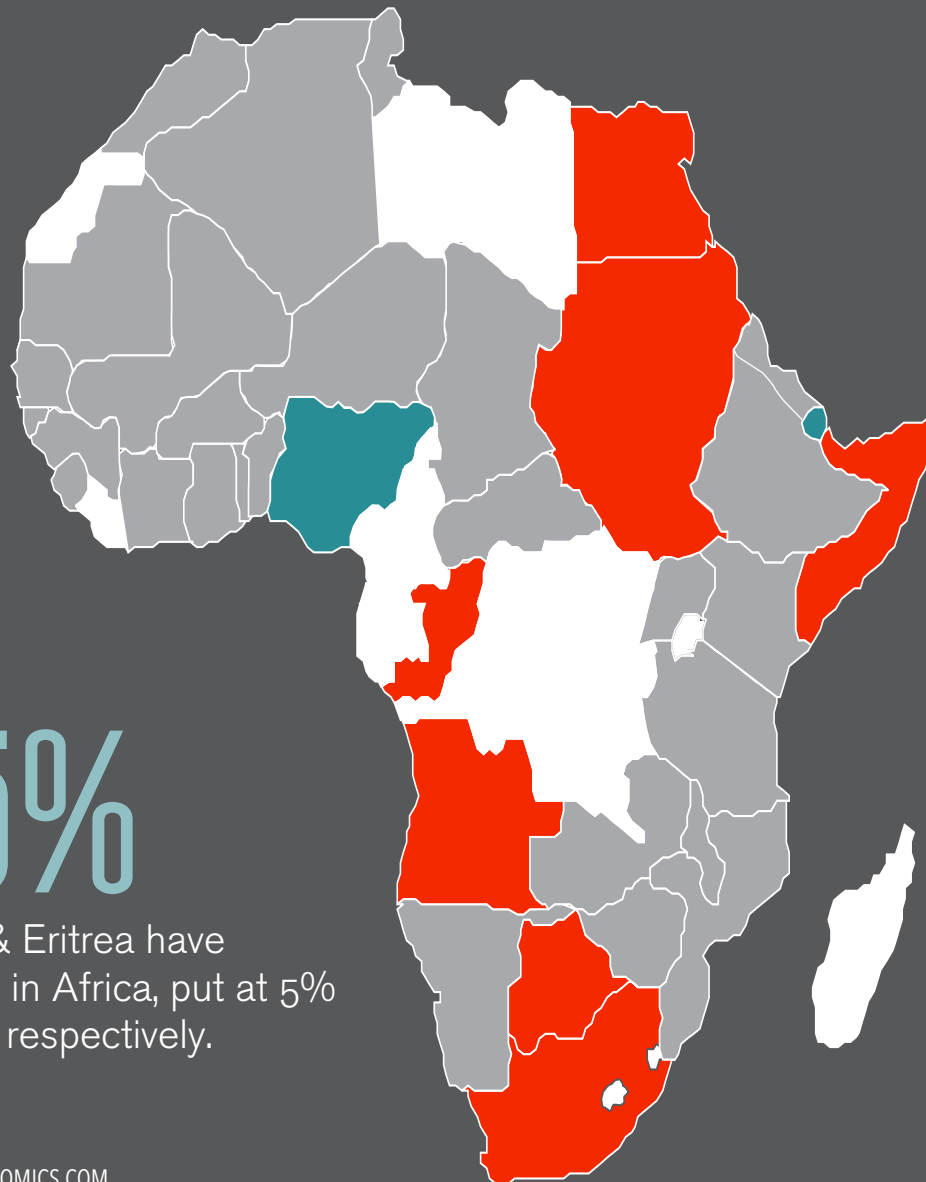 5%
& Eritrea have
in Africa, put at 5%
respectively.
OMICS.COM